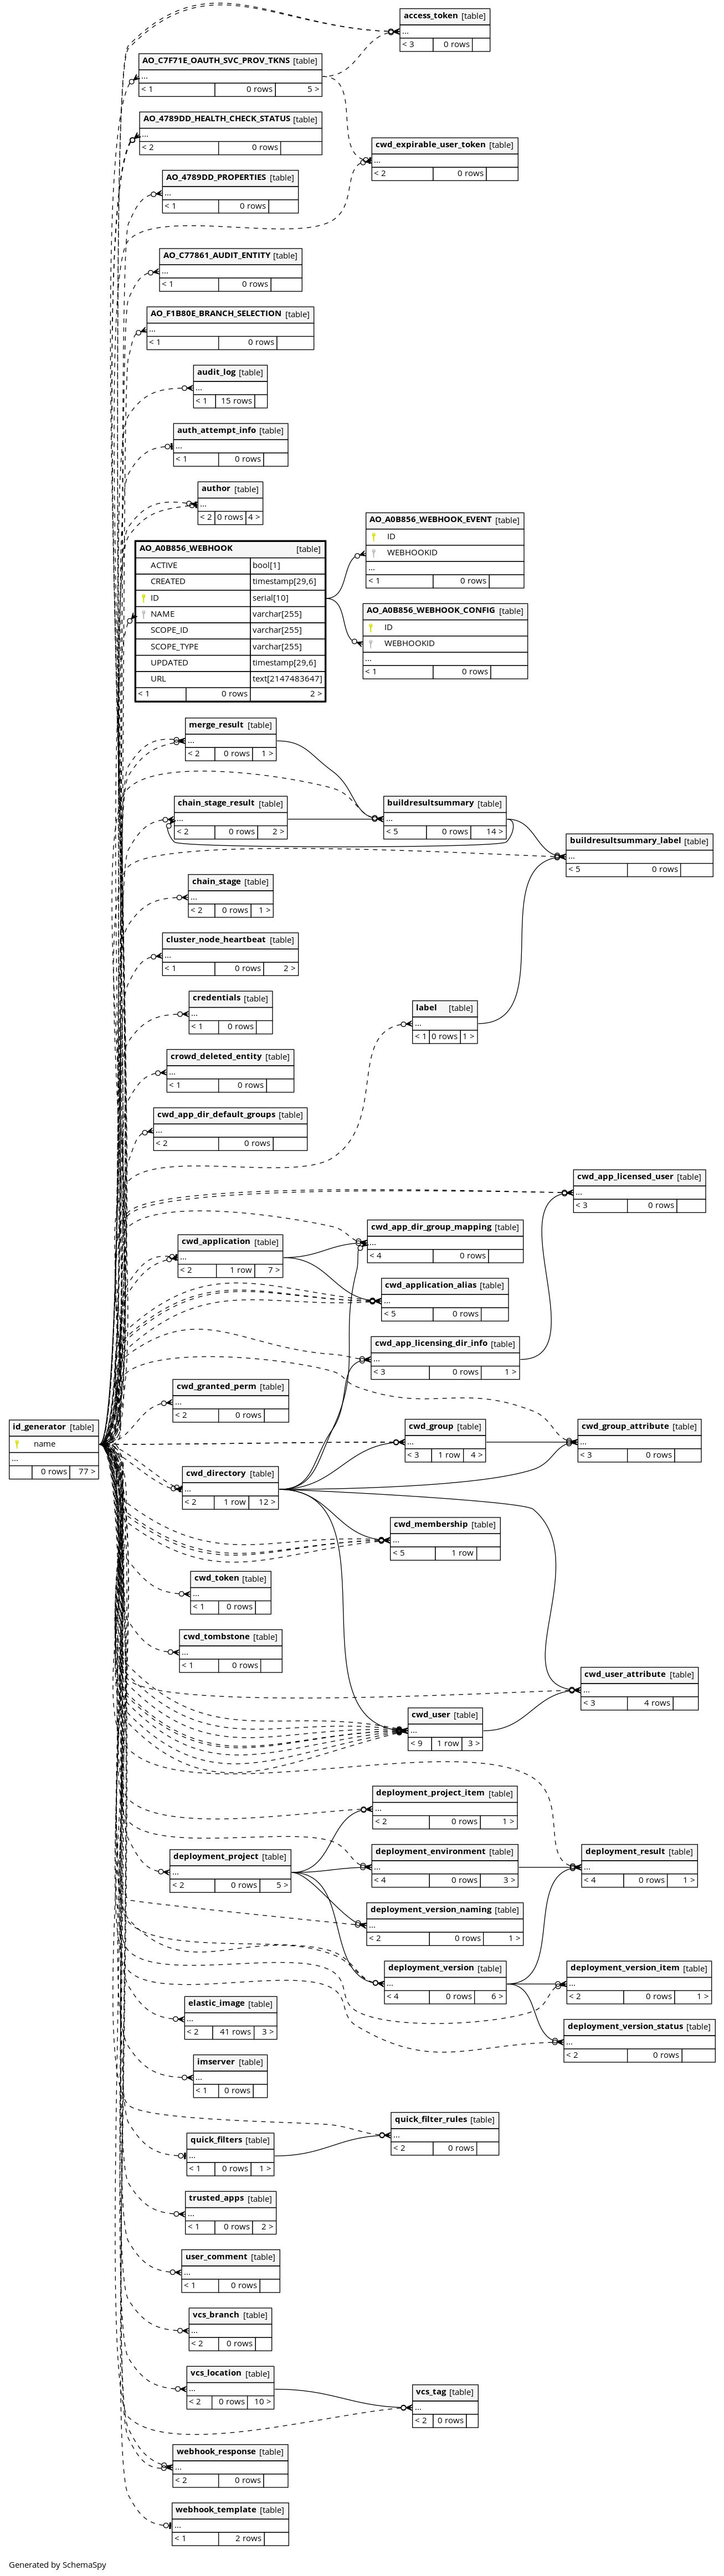 access_token [table]
...
< 3 0 rows
AO_C7F71E_OAUTH_SVC_PROV_TKNS [table]
...
< 1 0 rows 5 >
AO_4789DD_HEALTH_CHECK_STATUS [table]
...
< 2 0 rows
cwd_expirable_user_token [table]
...
< 2 0 rows
AO_4789DD_PROPERTIES [table]
...
< 1 0 rows
AO_C77861_AUDIT_ENTITY [table]
...
< 1 0 rows
AO_F1B80E_BRANCH_SELECTION [table]
...
< 1 0 rows
audit_log [table]
...
< 1 15 rows
auth_attempt_info [table]
...
< 1 0 rows
author [table]
...
< 2 0 rows 4 >
AO_A0B856_WEBHOOK_EVENT [table]
ID
WEBHOOKID
...
< 1 0 rows
AO_A0B856_WEBHOOK [table]
ACTIVE bool[1]
CREATED timestamp[29,6]
ID serial[10]
NAME varchar[255]
SCOPE_ID varchar[255]
SCOPE_TYPE varchar[255]
UPDATED timestamp[29,6]
URL text[2147483647]
< 1 0 rows 2 >
AO_A0B856_WEBHOOK_CONFIG [table]
ID
WEBHOOKID
...
< 1 0 rows
merge_result [table]
...
< 2 0 rows 1 >
chain_stage_result [table]
...
< 2 0 rows 2 >
buildresultsummary [table]
...
< 5 0 rows 14 >
buildresultsummary_label [table]
...
< 5 0 rows
chain_stage [table]
...
< 2 0 rows 1 >
cluster_node_heartbeat [table]
...
< 1 0 rows 2 >
credentials [table]
...
< 1 0 rows
label [table]
...
< 1 0 rows 1 >
crowd_deleted_entity [table]
...
< 1 0 rows
cwd_app_dir_default_groups [table]
...
< 2 0 rows
cwd_app_licensed_user [table]
...
< 3 0 rows
cwd_application [table]
...
< 2 1 row 7 >
cwd_app_dir_group_mapping [table]
...
< 4 0 rows
cwd_application_alias [table]
...
< 5 0 rows
cwd_app_licensing_dir_info [table]
...
< 3 0 rows 1 >
cwd_granted_perm [table]
...
< 2 0 rows
id_generator [table]
name
...
0 rows 77 >
cwd_group [table]
...
< 3 1 row 4 >
cwd_group_attribute [table]
...
< 3 0 rows
cwd_directory [table]
...
< 2 1 row 12 >
cwd_membership [table]
...
< 5 1 row
cwd_token [table]
...
< 1 0 rows
cwd_tombstone [table]
...
< 1 0 rows
cwd_user_attribute [table]
...
< 3 4 rows
cwd_user [table]
...
< 9 1 row 3 >
deployment_project_item [table]
...
< 2 0 rows 1 >
deployment_project [table]
...
< 2 0 rows 5 >
deployment_environment [table]
...
< 4 0 rows 3 >
deployment_result [table]
...
< 4 0 rows 1 >
deployment_version_naming [table]
...
< 2 0 rows 1 >
deployment_version [table]
...
< 4 0 rows 6 >
deployment_version_item [table]
...
< 2 0 rows 1 >
elastic_image [table]
...
< 2 41 rows 3 >
deployment_version_status [table]
...
< 2 0 rows
imserver [table]
...
< 1 0 rows
quick_filter_rules [table]
...
< 2 0 rows
quick_filters [table]
...
< 1 0 rows 1 >
trusted_apps [table]
...
< 1 0 rows 2 >
user_comment [table]
...
< 1 0 rows
vcs_branch [table]
...
< 2 0 rows
vcs_location [table]
...
< 2 0 rows 10 >
vcs_tag [table]
...
< 2 0 rows
webhook_response [table]
...
< 2 0 rows
webhook_template [table]
...
< 1 2 rows
Generated by SchemaSpy